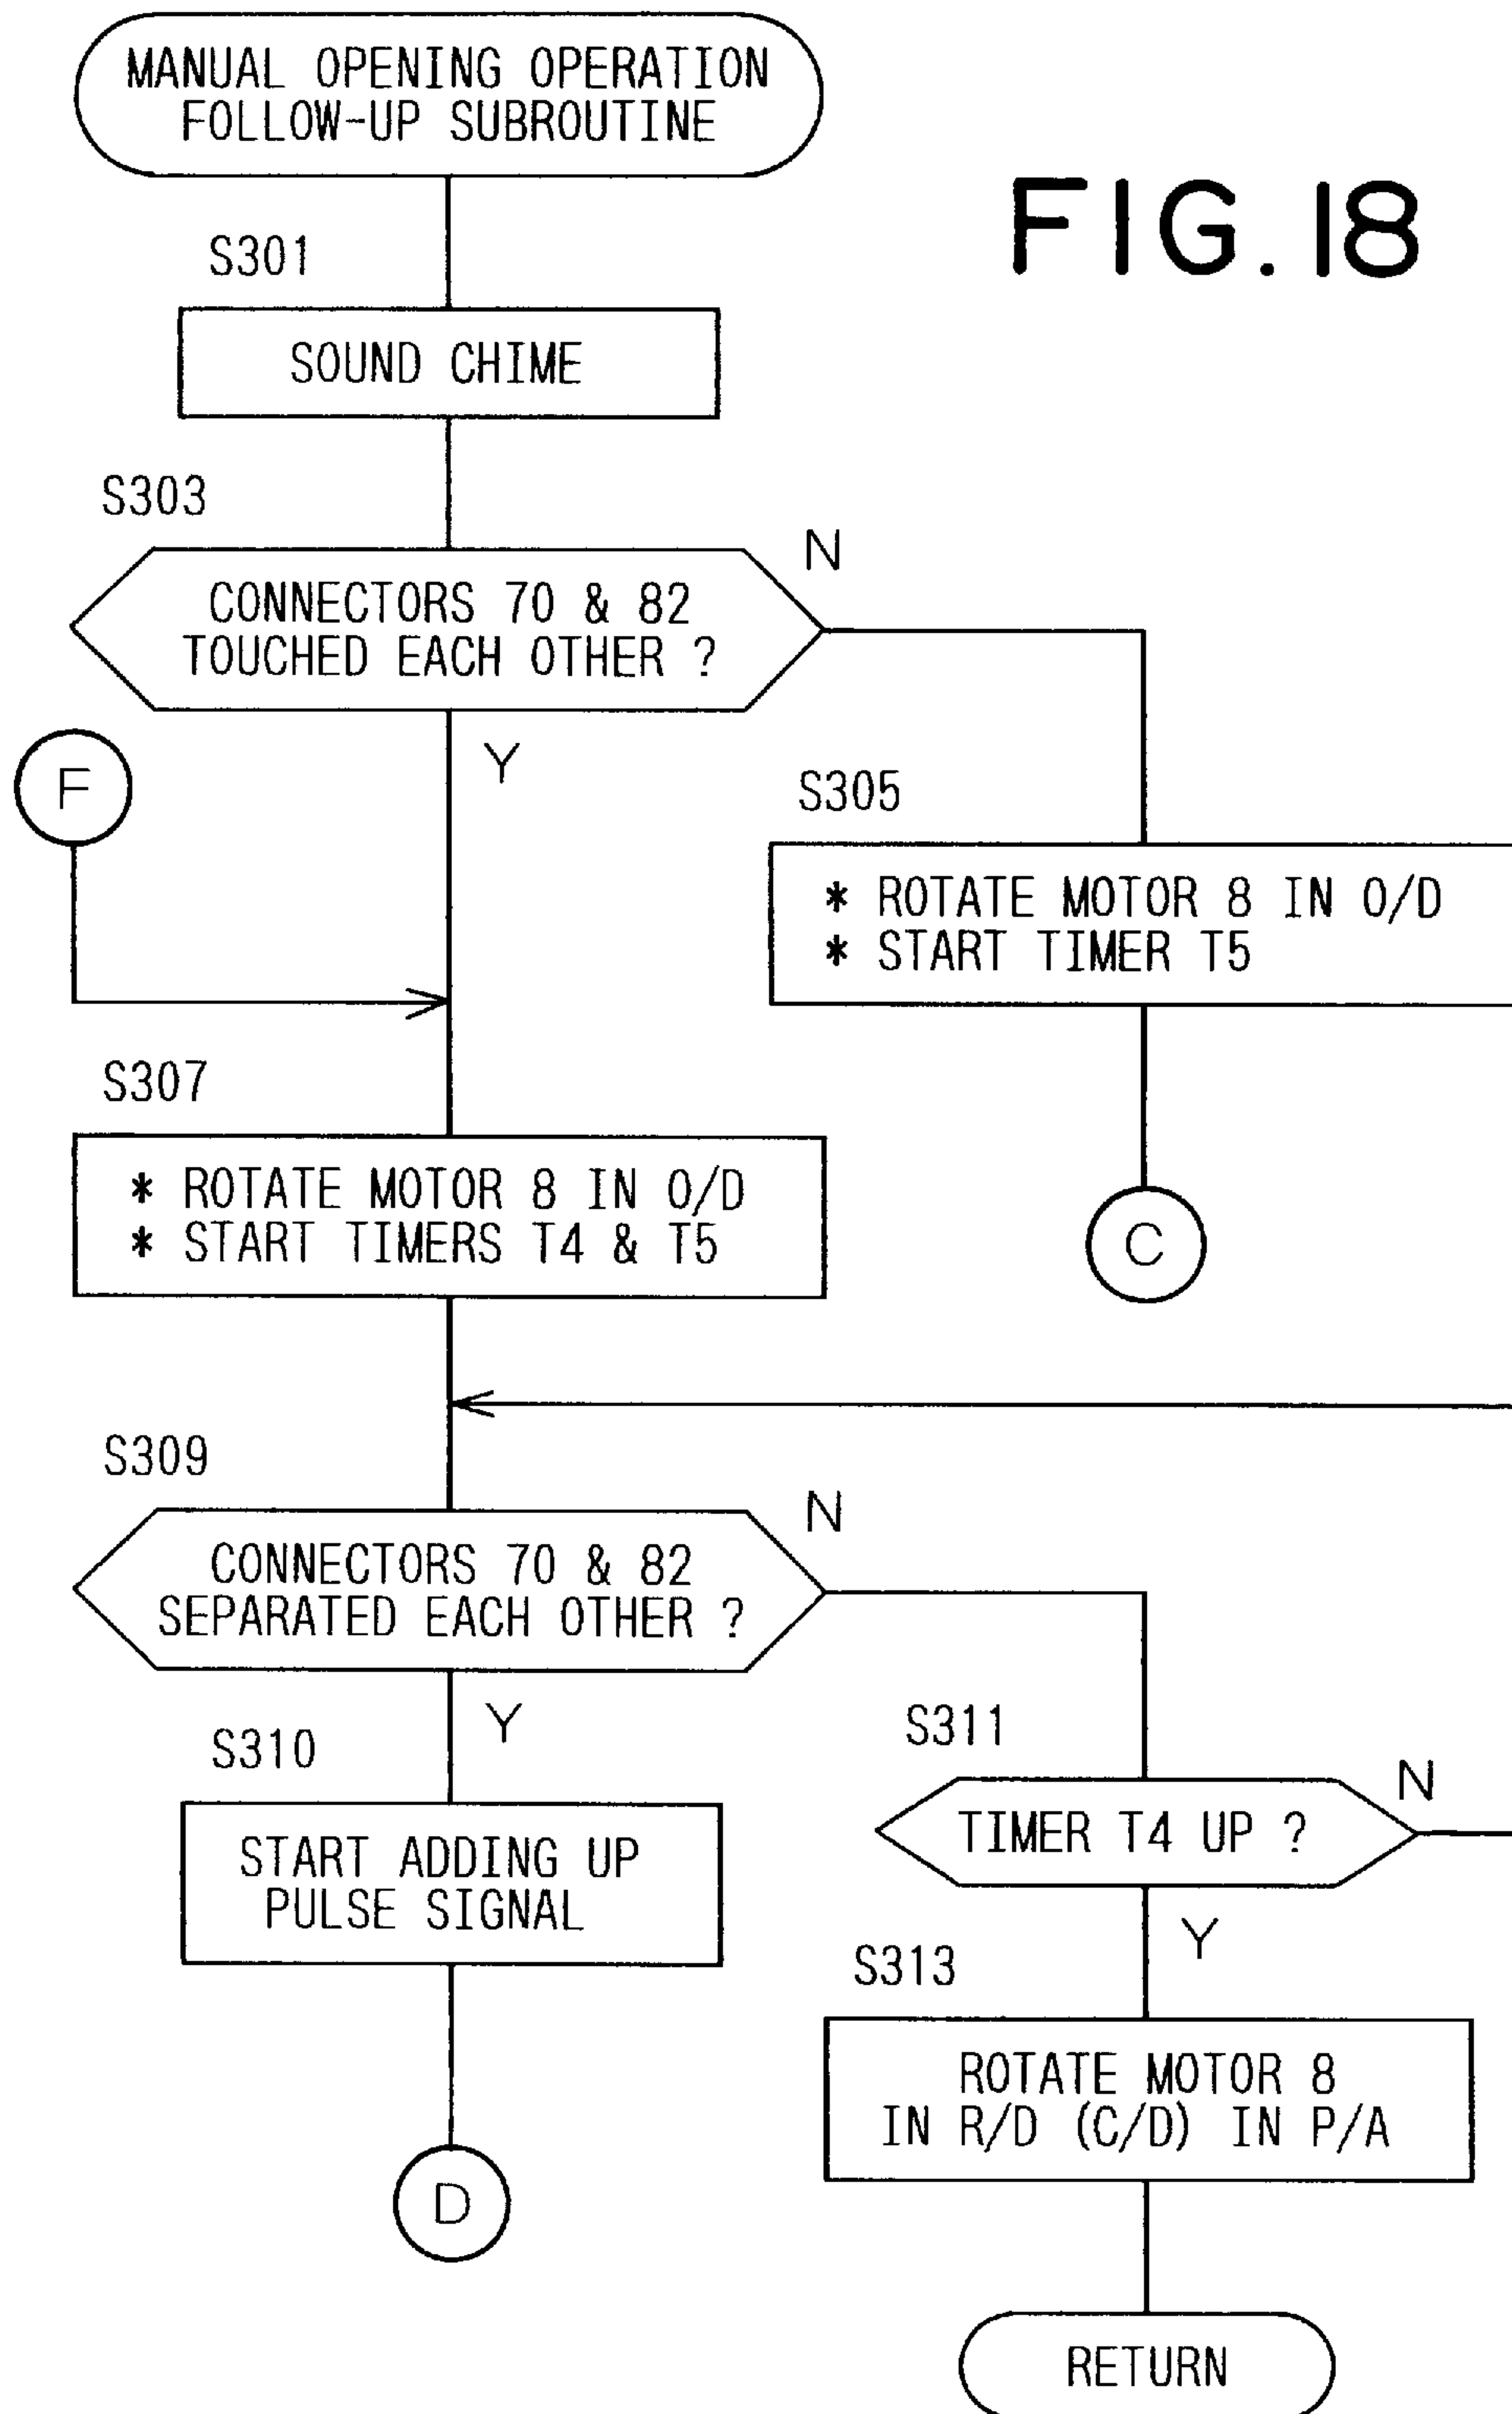 MANUAL OPENING OPERATION
FOLLOW-UP SUBROUTINE
FIG. 18
S301
SOUND CHIME
S303
CONNECTORS 70 & 82
TOUCHED EACH OTHER ?
N
Y
F
S305
* ROTATE MOTOR 8 IN O/D
* START TIMER T5
C
S307
* ROTATE MOTOR 8 IN O/D
* START TIMERS T4 & T5
S309
CONNECTORS 70 & 82
SEPARATED EACH OTHER ?
N
Y
S310
START ADDING UP
PULSE SIGNAL
D
S311
TIMER T4 UP ?
N
Y
S313
ROTATE MOTOR 8
IN R/D (C/D) IN P/A
RETURN